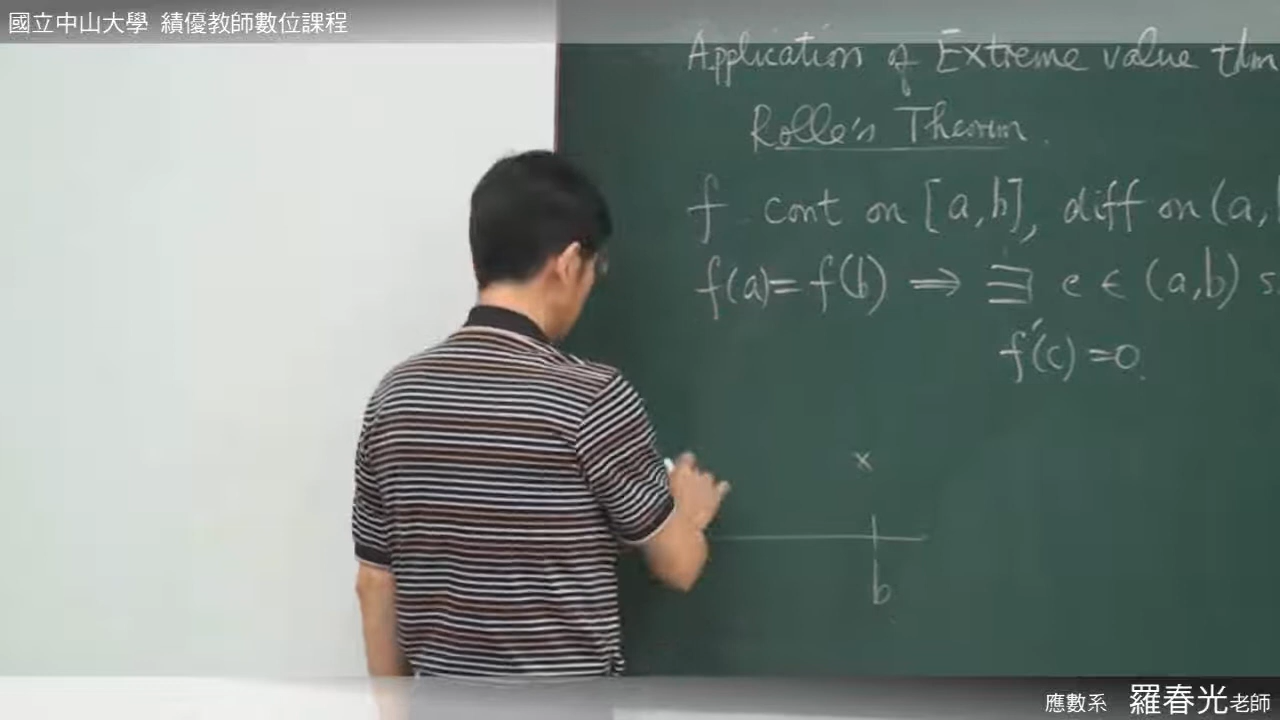 國立中山大學 績優教師數位課程
Application of Extreme value thm
Rolle's Theorem.
f cont on [a,b], diff on (a,
f(a)=f(b) ⇒ ∃ c ∈ (a,b) s
f'(c)=0.
×
b
應數系 羅春光老師